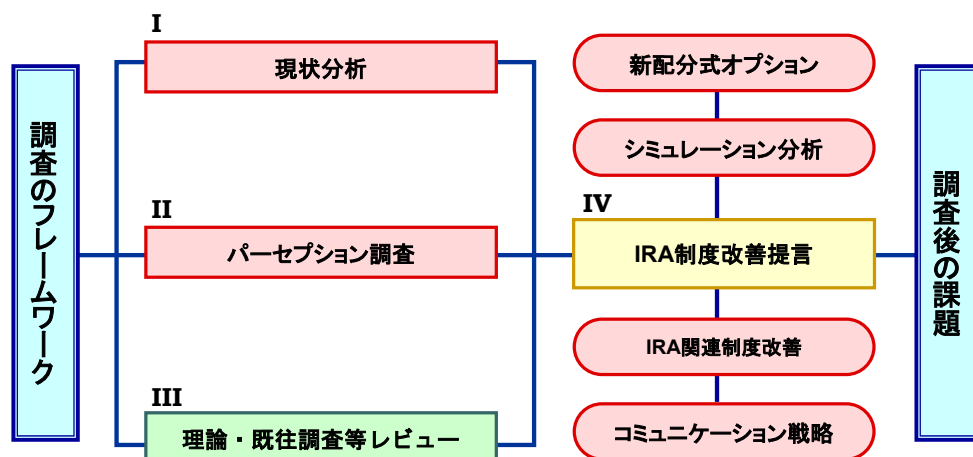 調査のフレームワーク
I
現状分析
II
パーセプション調査
III
理論・既往調査等レビュー
新配分式オプション
シミュレーション分析
IV
IRA制度改善提言
IRA関連制度改善
コミュニケーション戦略
調査後の課題